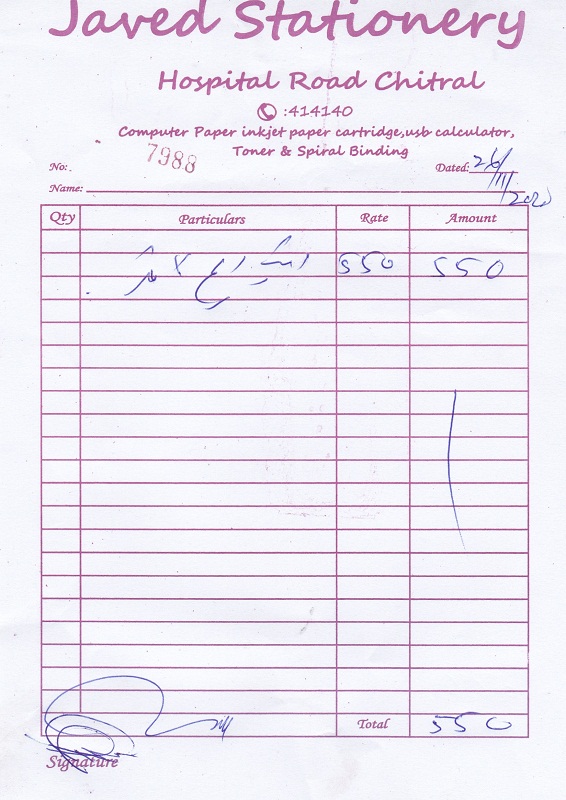 Javed Stationery
Hospital Road Chitral
:414140
Computer Paper inkjet paper cartridge,usb calculator,
Toner & Spiral Binding
No:. 7988 Dated: 26/11/2020
Name:
Qty Particulars Rate Amount
550 550
Total 550
Signature